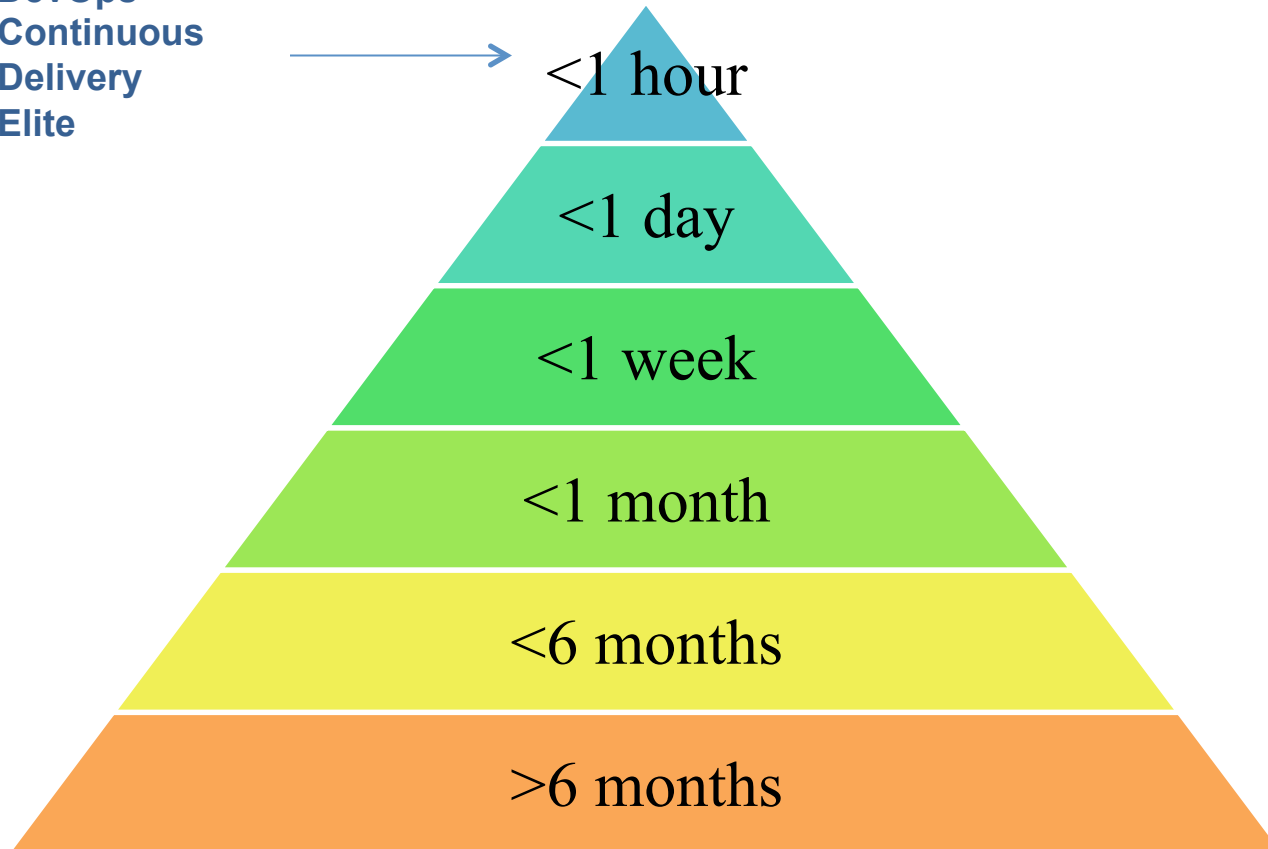 Continuous
Delivery
Elite
<1 hour
<1 day
<1 week
<1 month
<6 months
>6 months